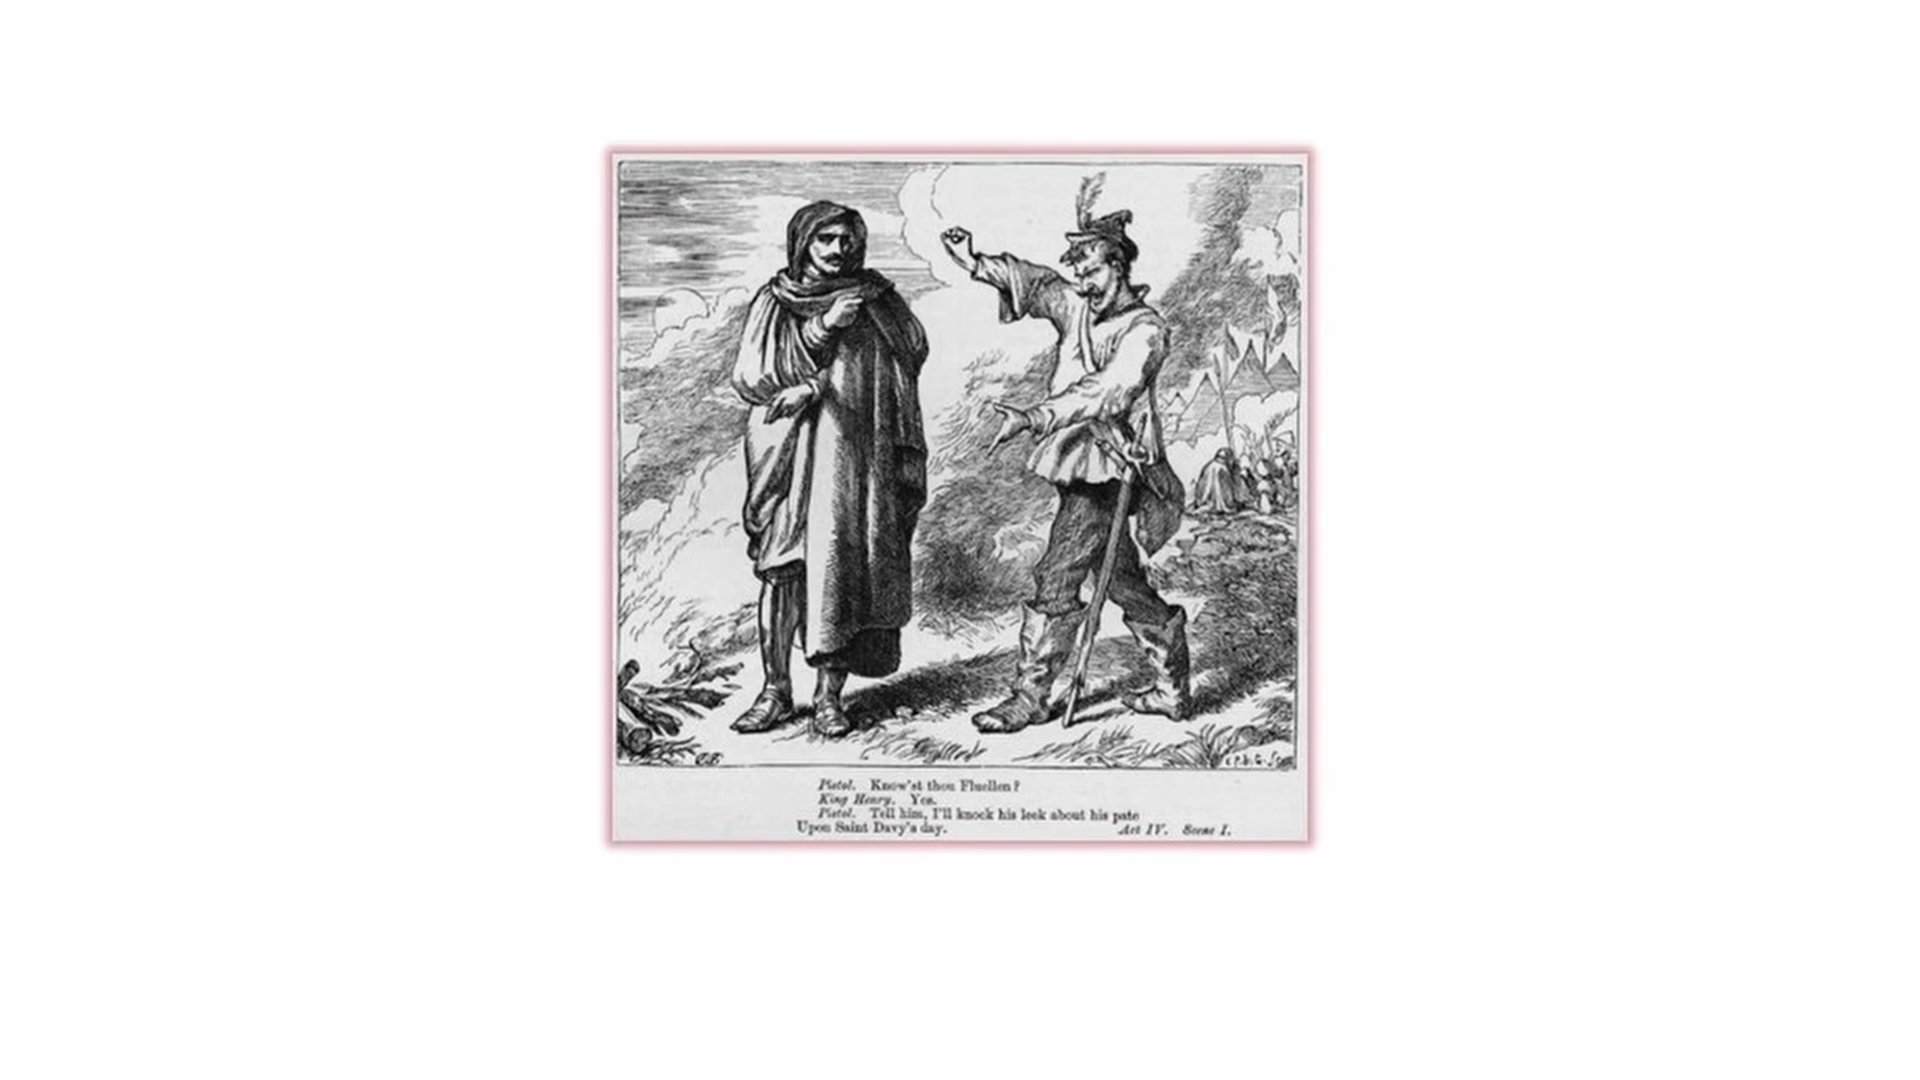 Pistol. Know'st thou Fluellen?
King Henry. Yes.
Pistol. Tell him, I'll knock his leek about his pate
Upon Saint Davy's day. Act IV. Scene I.